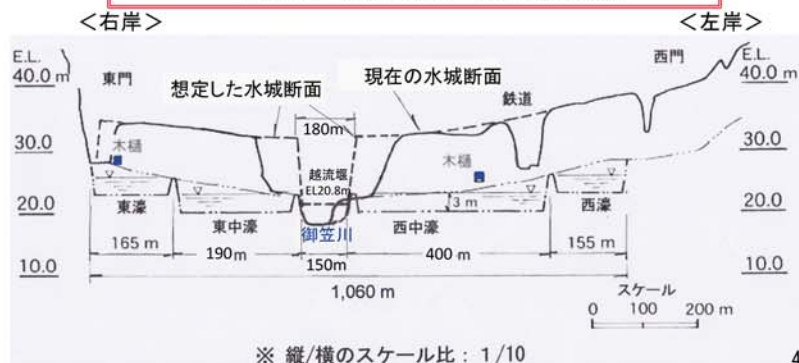 <右岸>
<左岸>
E.L.
40.0 m
東門
想定した水城断面
現在の水城断面
鉄道
西門
E.L.
40.0 m
180m
30.0
木樋
越流堰
EL20.8m
木樋
30.0
20.0
東濠
東中濠
御笠川
西中濠
3 m
西濠
20.0
165 m
190m
150m
400 m
155 m
10.0
1,060 m
10.0
スケール
0 100 200 m
※ 縦/横のスケール比： 1/10